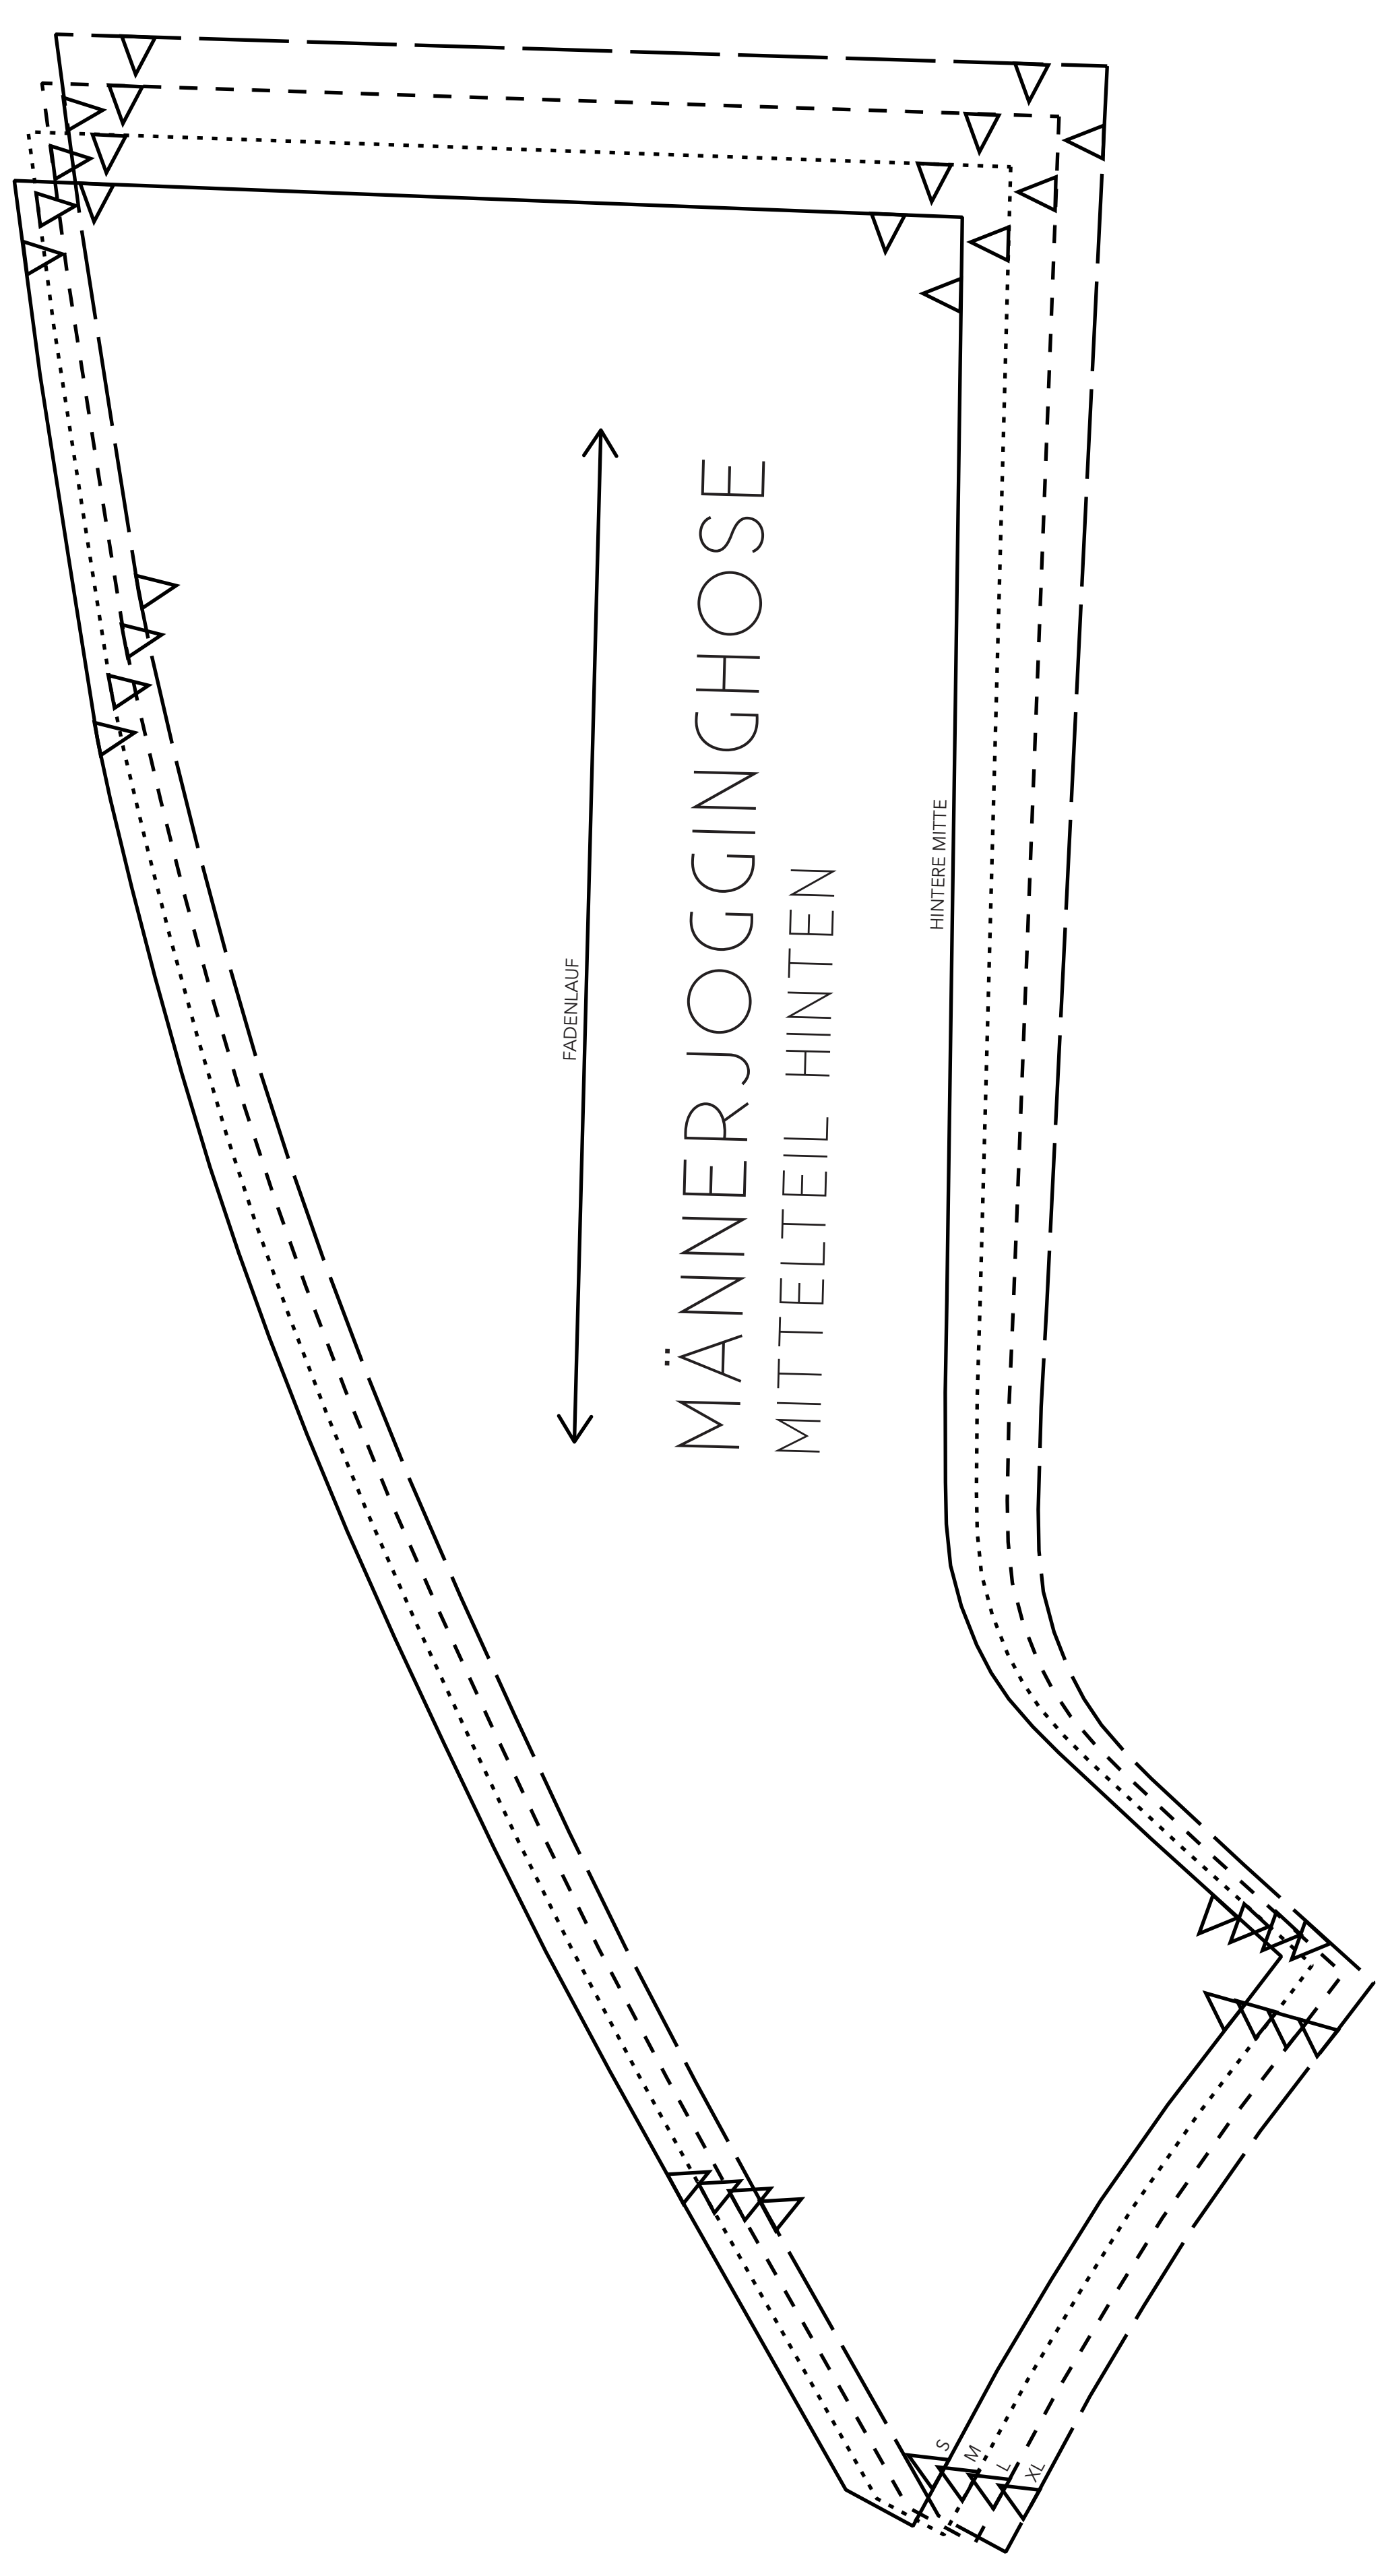 FADENLAUF
MÄNNERJOGGINGHOSE
MITTELTEIL HINTEN
HINTERE MITTE
S
M
L
XL